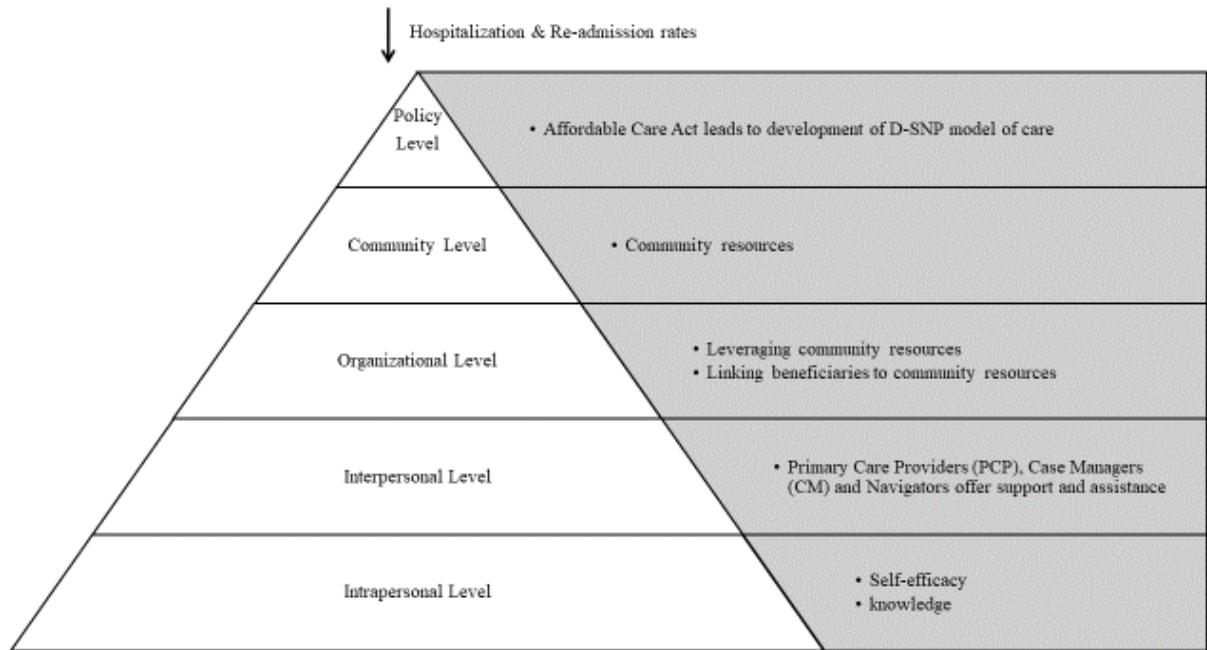 Hospitalization & Re-admission rates
Policy
Level
• Affordable Care Act leads to development of D-SNP model of care
Community Level
• Community resources
Organizational Level
• Leveraging community resources
• Linking beneficiaries to community resources
Interpersonal Level
• Primary Care Providers (PCP), Case Managers
(CM) and Navigators offer support and assistance
Intrapersonal Level
• Self-efficacy
• knowledge